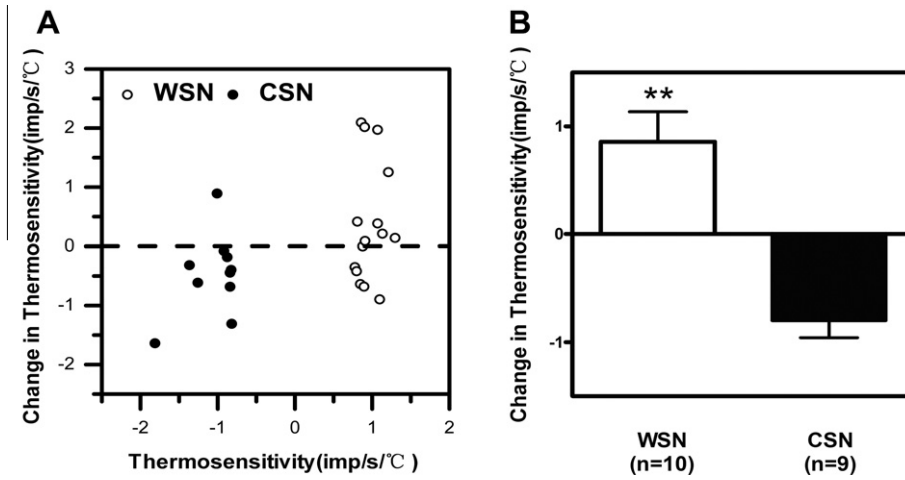 A
Change in Thermosensitivity(imp/s/℃)
3
2
1
0
-1
-2
WSN CSN
-2 -1 0 1 2
Thermosensitivity(imp/s/℃)
B
Change in Thermosensitivity(imp/s/℃)
1
0
-1
**
WSN CSN
(n=10) (n=9)